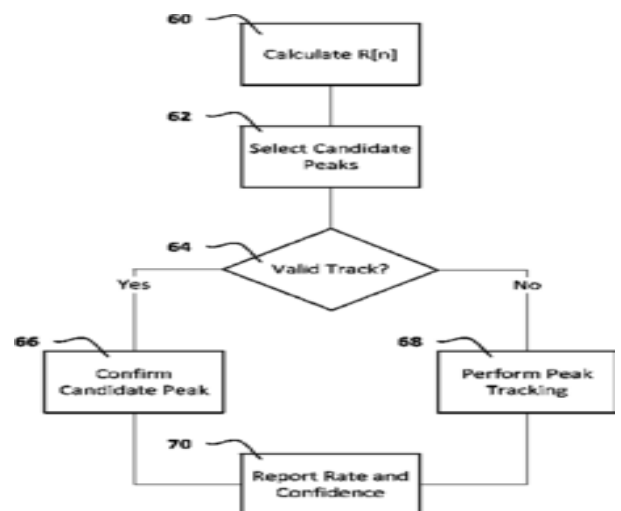 60
Calculate R[n]
62
Select Candidate
Peaks
64
Valid Track?
Yes
No
66
Confirm
Candidate Peak
68
Perform Peak
Tracking
70
Report Rate and
Confidence